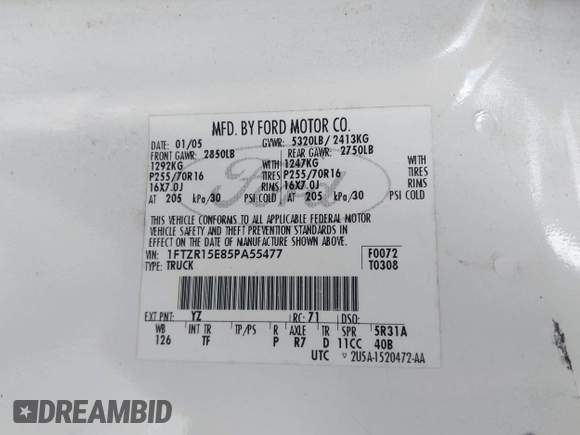 MFD. BY FORD MOTOR CO.
DATE: 01/05 GVWR: 5320LB/ 2413KG
FRONT GAWR: 2850LB REAR GAWR: 2750LB
1292KG WITH 1247KG WITH
P255/70R16 TIRES P255/70R16 TIRES
16X7.0J RIMS 16X7.0J RIMS
AT 205 kPa/30 PSI COLD AT 205 kPa/30 PSI COLD
THIS VEHICLE CONFORMS TO ALL APPLICABLE FEDERAL MOTOR
VEHICLE SAFETY AND THEFT PREVENTION STANDARDS IN
EFFECT ON THE DATE OF MANUFACTURE SHOWN ABOVE.
VIN: 1FTZR15E85PA55477 F0072
TYPE: TRUCK T0308
Ford
EXT PNT: YZ RC: 71 DSO:
WB INT TR TP/PS R AXLE TR SPR 5R31A
126 TF P R7 D 11CC 40B
UTC ▽ 2U5A-1520472-AA
DREAMBID